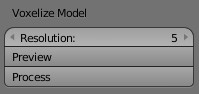 Voxelize Model
Resolution: 5
Preview
Process